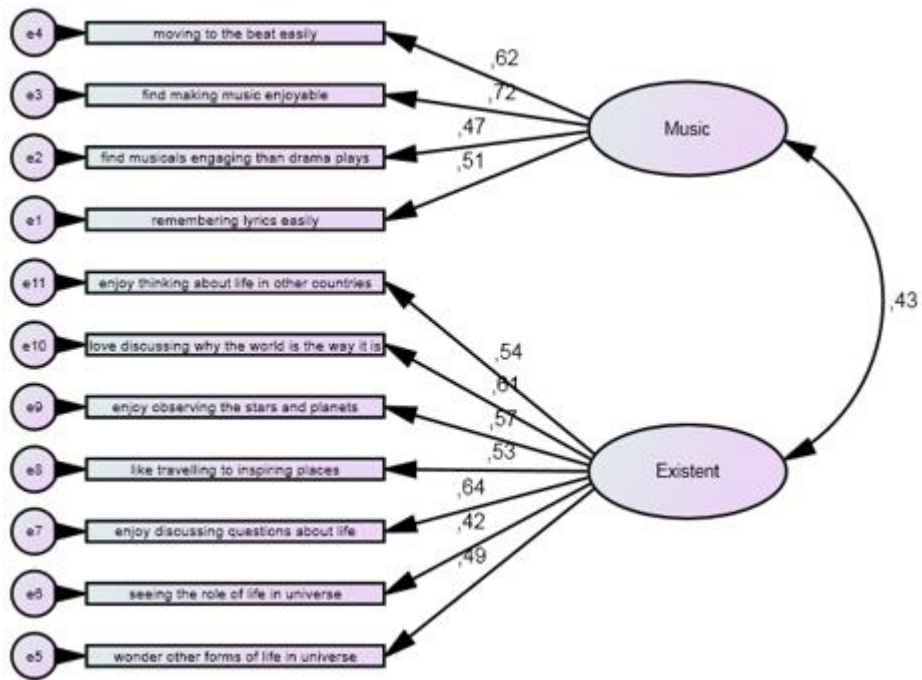 e4
moving to the beat easily
,62
e3
find making music enjoyable
,72
Music
e2
find musicals engaging than drama plays
,47
e1
remembering lyrics easily
,51
e11
enjoy thinking about life in other countries
,43
e10
love discussing why the world is the way it is
,54
e9
enjoy observing the stars and planets
,61
,57
e8
like travelling to inspiring places
,53
Existent
e7
enjoy discussing questions about life
,64
e6
seeing the role of life in universe
,42
e5
wonder other forms of life in universe
,49